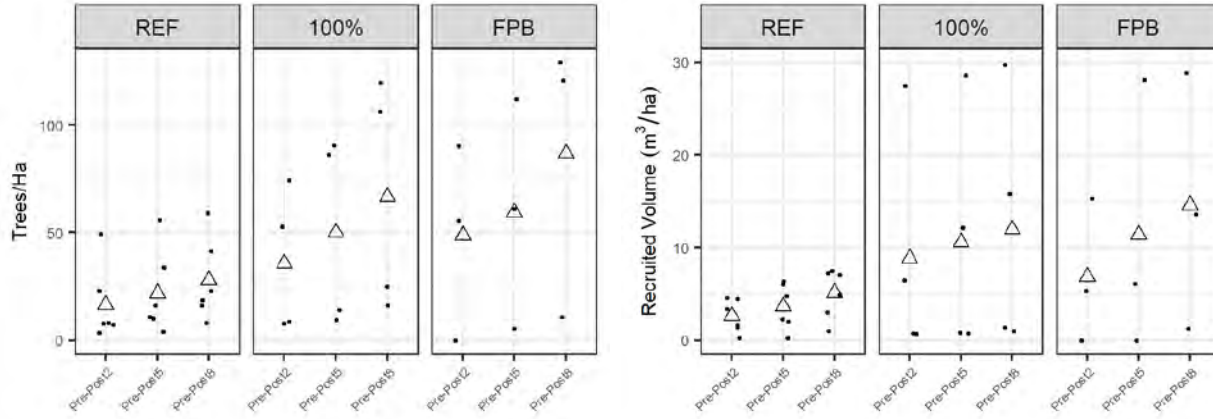 REF 100% FPB
Trees/Ha
100
50
0
Pre-Post2 Pre-Post5 Pre-Post8 Pre-Post2 Pre-Post5 Pre-Post8 Pre-Post2 Pre-Post5 Pre-Post8
REF 100% FPB
Recruited Volume (m³/ha)
30
20
10
0
Pre-Post2 Pre-Post5 Pre-Post8 Pre-Post2 Pre-Post5 Pre-Post8 Pre-Post2 Pre-Post5 Pre-Post8